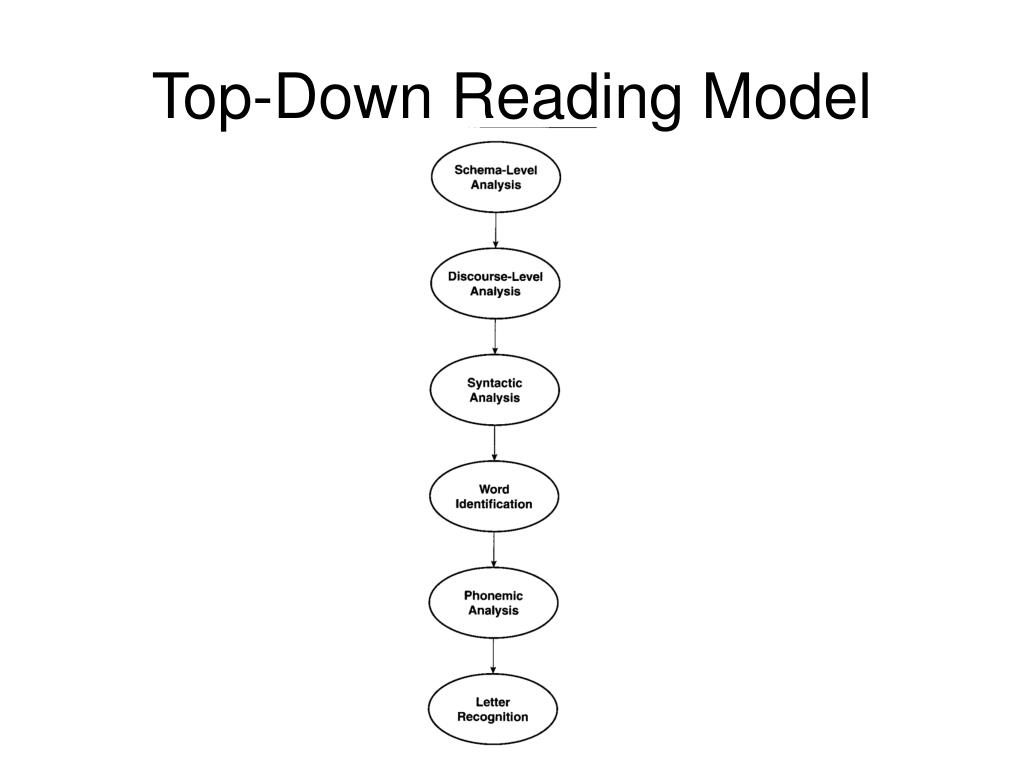 Top-Down Reading Model
Schema-Level
Analysis
Discourse-Level
Analysis
Syntactic
Analysis
Word
Identification
Phonemic
Analysis
Letter
Recognition